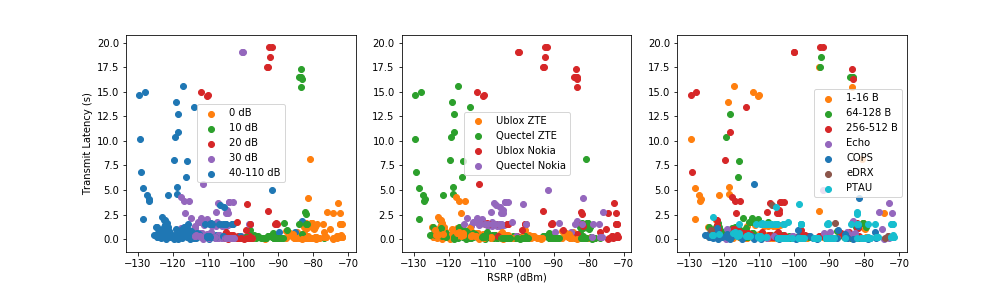 Transmit Latency (s)
20.0
17.5
15.0
12.5
10.0
7.5
5.0
2.5
0.0
−130 −120 −110 −100 −90 −80 −70
0 dB
10 dB
20 dB
30 dB
40-110 dB
20.0
17.5
15.0
12.5
10.0
7.5
5.0
2.5
0.0
−130 −120 −110 −100 −90 −80 −70
RSRP (dBm)
Ublox ZTE
Quectel ZTE
Ublox Nokia
Quectel Nokia
20.0
17.5
15.0
12.5
10.0
7.5
5.0
2.5
0.0
−130 −120 −110 −100 −90 −80 −70
1-16 B
64-128 B
256-512 B
Echo
COPS
eDRX
PTAU